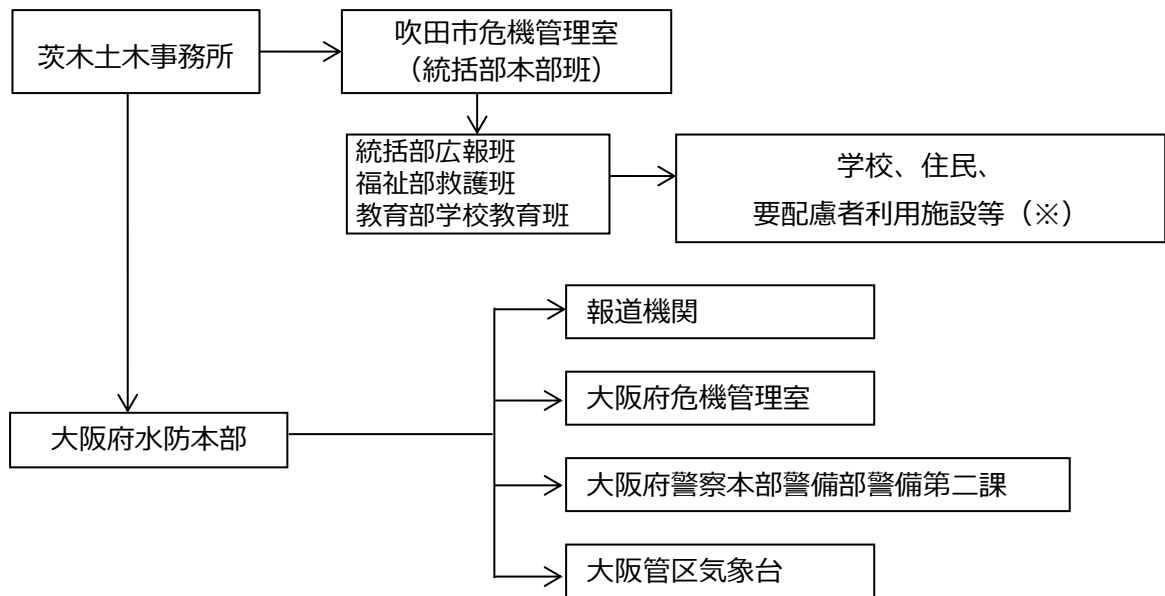 茨木土木事務所
吹田市危機管理室
（統括部本部班）
統括部広報班
福祉部救護班
教育部学校教育班
学校、住民、
要配慮者利用施設等（※）
報道機関
大阪府危機管理室
大阪府水防本部
大阪府警察本部警備部警備第二課
大阪管区気象台